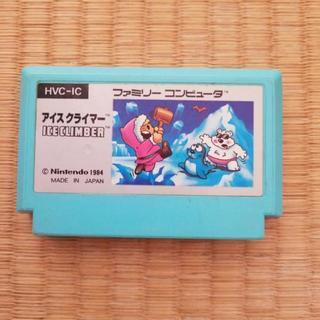 HVC-IC
ファミリー コンピュータ™
アイスクライマー™
ICE CLIMBER™
© Nintendo 1984
MADE IN JAPAN